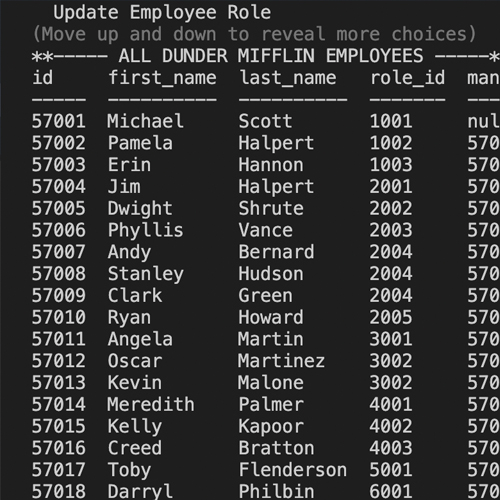 Update Employee Role
(Move up and down to reveal more choices)
**----- ALL DUNDER MIFFLIN EMPLOYEES -----*
id first_name last_name role_id man
----- ---------- ---------- ------- ---
57001 Michael Scott 1001 nul
57002 Pamela Halpert 1002 570
57003 Erin Hannon 1003 570
57004 Jim Halpert 2001 570
57005 Dwight Shrute 2002 570
57006 Phyllis Vance 2003 570
57007 Andy Bernard 2004 570
57008 Stanley Hudson 2004 570
57009 Clark Green 2004 570
57010 Ryan Howard 2005 570
57011 Angela Martin 3001 570
57012 Oscar Martinez 3002 570
57013 Kevin Malone 3002 570
57014 Meredith Palmer 4001 570
57015 Kelly Kapoor 4002 570
57016 Creed Bratton 4003 570
57017 Toby Flenderson 5001 570
57018 Darryl Philbin 6001 570